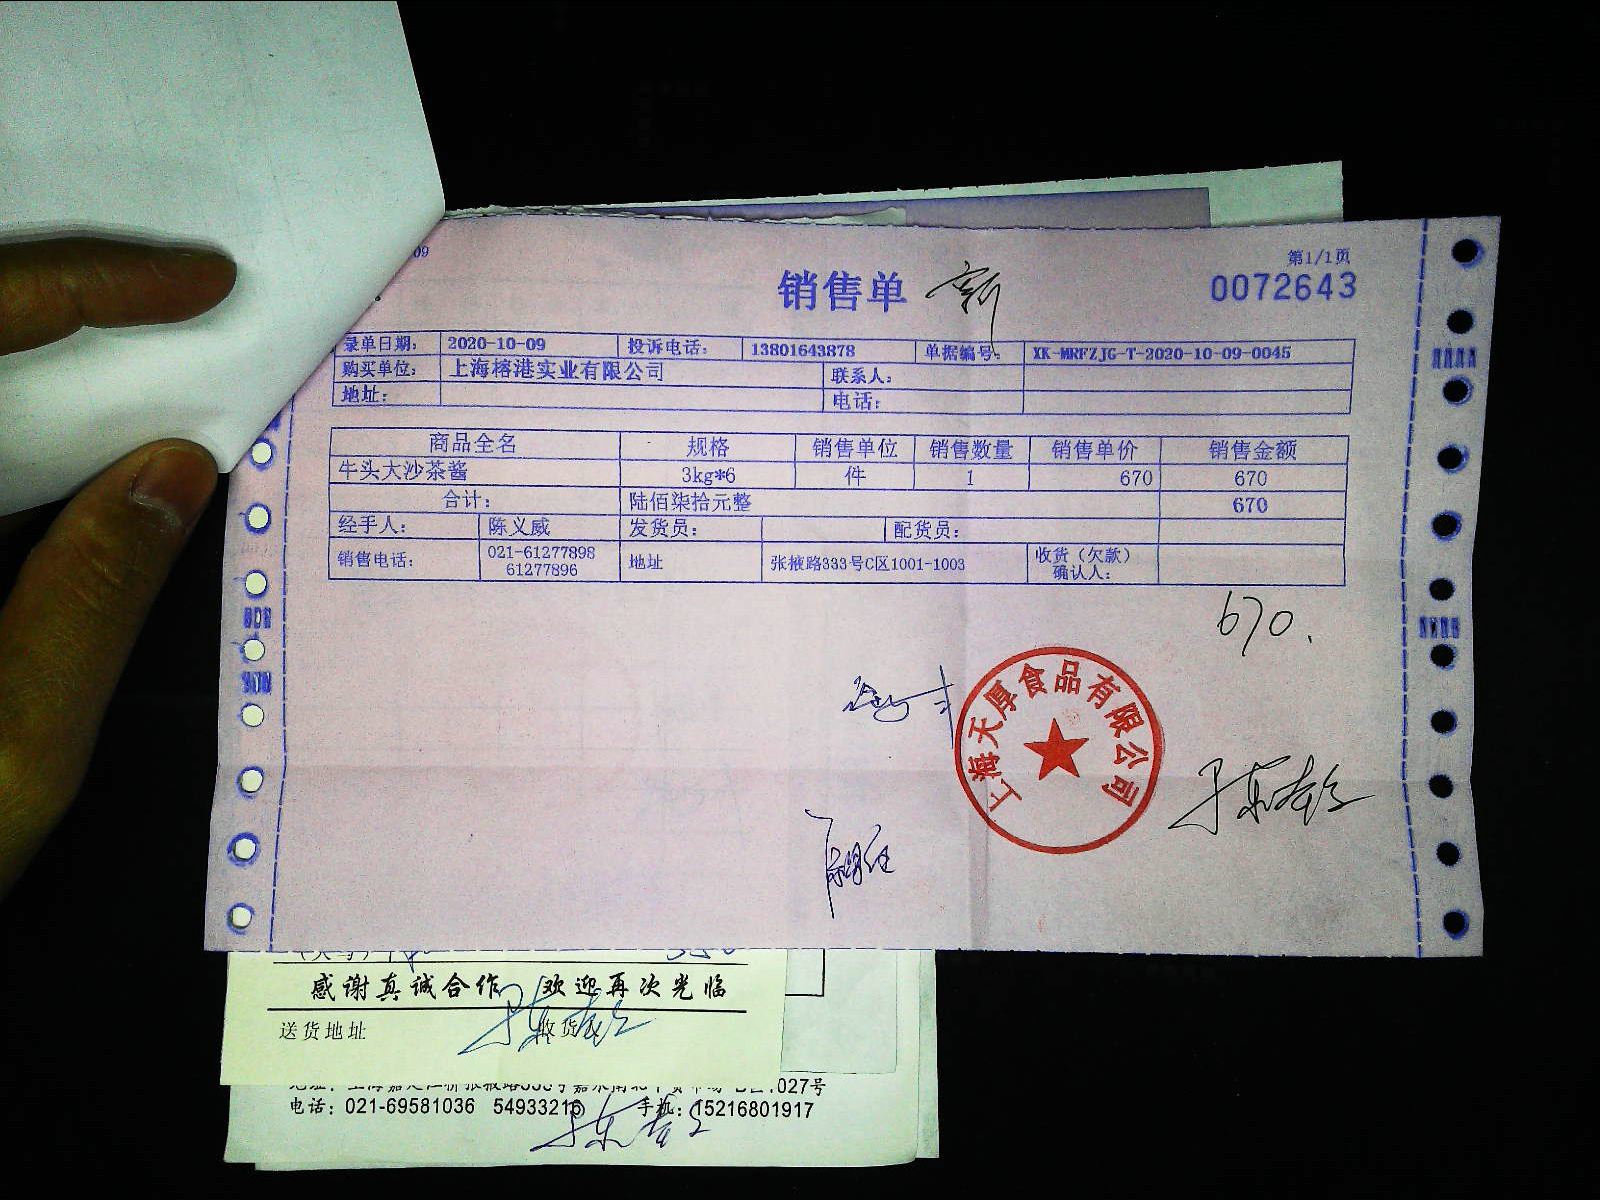 09
第1/1页
销售单
0072643
录单日期： 2020-10-09 投诉电话： 13801643878 单据编号： XK-MRFZJG-T-2020-10-09-0045
购买单位： 上海榕港实业有限公司 联系人：
地址： 电话：
商品全名 规格 销售单位 销售数量 销售单价 销售金额
牛头大沙茶酱 3kg*6 件 1 670 670
合计： 陆佰柒拾元整 670
经手人： 陈义威 发货员： 配货员：
销售电话： 021-61277898 61277896 地址 张掖路333号C区1001-1003 收货（欠款）确认人：
670.
上海天厚食品有限公司
感谢真诚合作 欢迎再次光临
送货地址 收货人
027号
电话：021-69581036 5493321 手机：15216801917